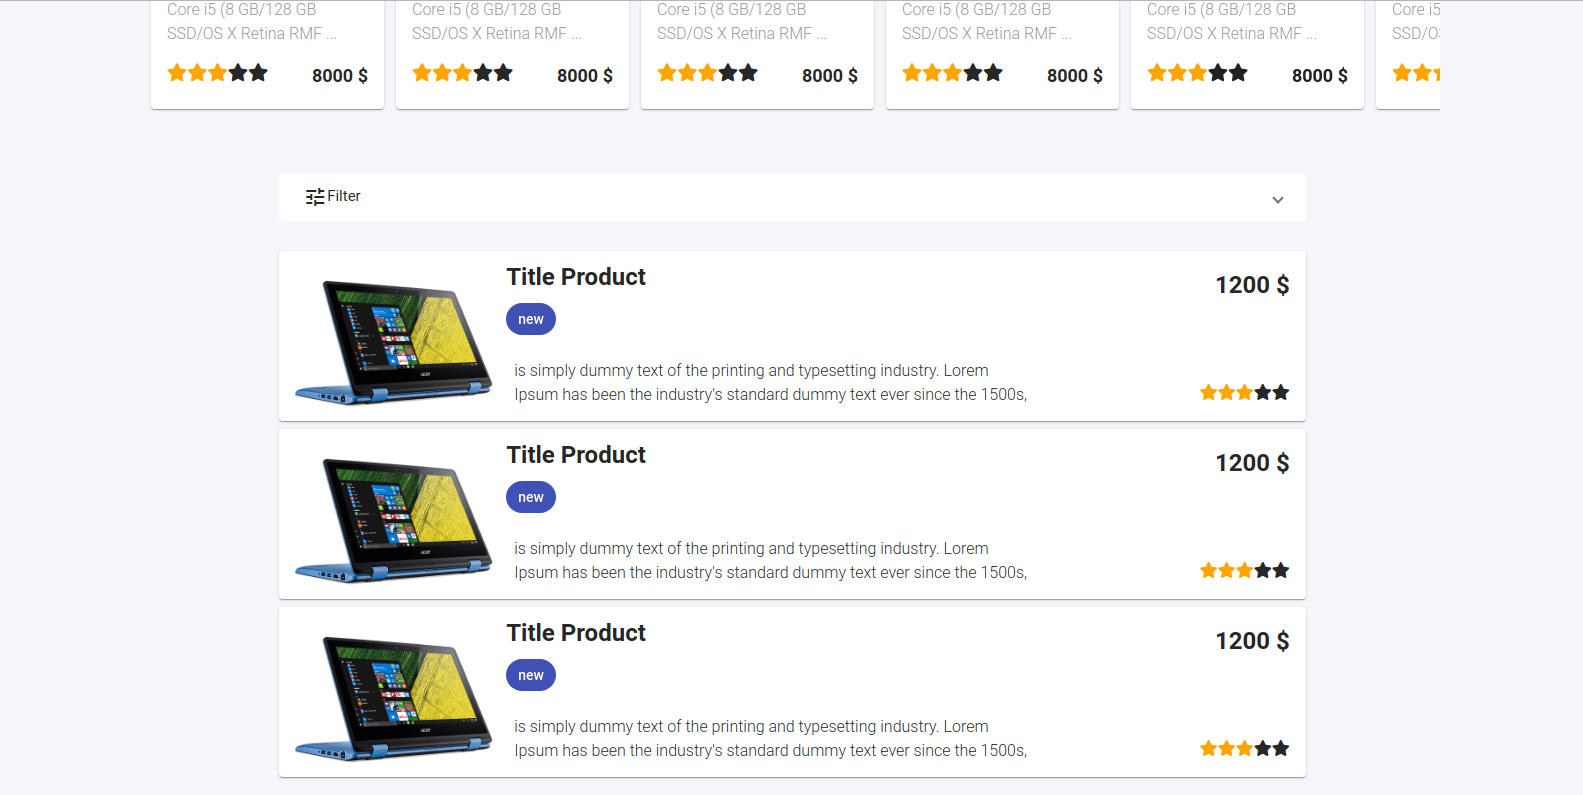 Core i5 (8 GB/128 GB
SSD/OS X Retina RMF ...
8000 $
Core i5 (8 GB/128 GB
SSD/OS X Retina RMF ...
8000 $
Core i5 (8 GB/128 GB
SSD/OS X Retina RMF ...
8000 $
Core i5 (8 GB/128 GB
SSD/OS X Retina RMF ...
8000 $
Core i5 (8 GB/128 GB
SSD/OS X Retina RMF ...
8000 $
Core i5
SSD/O
Filter
Title Product
1200 $
new
is simply dummy text of the printing and typesetting industry. Lorem
Ipsum has been the industry's standard dummy text ever since the 1500s,
Title Product
1200 $
new
is simply dummy text of the printing and typesetting industry. Lorem
Ipsum has been the industry's standard dummy text ever since the 1500s,
Title Product
1200 $
new
is simply dummy text of the printing and typesetting industry. Lorem
Ipsum has been the industry's standard dummy text ever since the 1500s,